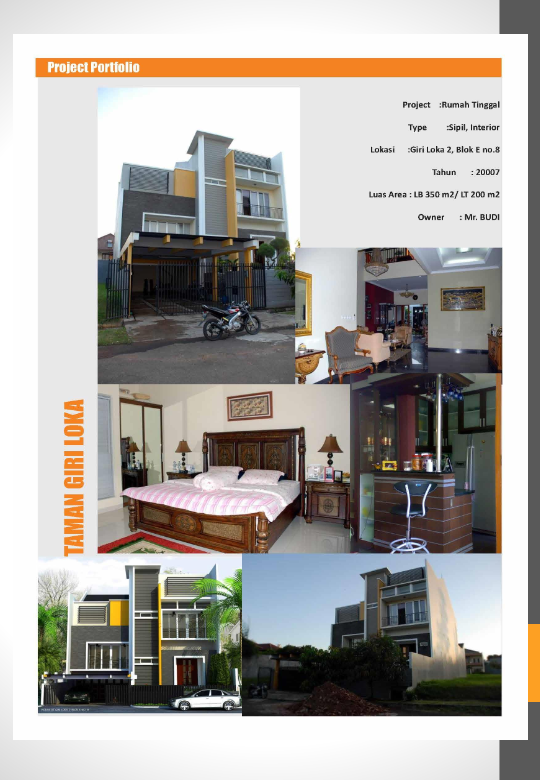 Project Portfolio
Project :Rumah Tinggal
Type :Sipil, Interior
Lokasi :Giri Loka 2, Blok E no.8
Tahun : 20007
Luas Area : LB 350 m2/ LT 200 m2
Owner : Mr. BUDI
TAMAN GIRI LOKA